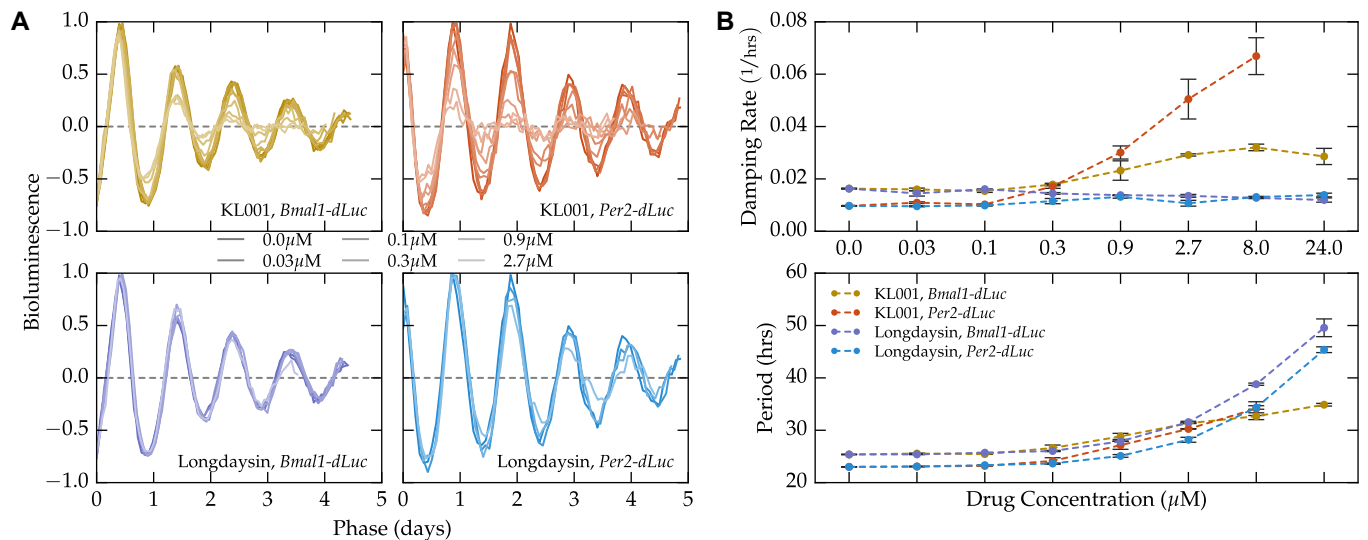 A
Bioluminescence
1.0
0.5
0.0
−0.5
−1.0
KL001, Bmal1-dLuc
KL001, Per2-dLuc
0.0μM
0.1μM
0.9μM
0.03μM
0.3μM
2.7μM
1.0
0.5
0.0
−0.5
−1.0
Longdaysin, Bmal1-dLuc
Longdaysin, Per2-dLuc
0 1 2 3 4 5
0 1 2 3 4 5
Phase (days)
B
Damping Rate (1/hrs)
0.08
0.06
0.04
0.02
0.00
0.0 0.03 0.1 0.3 0.9 2.7 8.0 24.0
Period (hrs)
60
50
40
30
20
KL001, Bmal1-dLuc
KL001, Per2-dLuc
Longdaysin, Bmal1-dLuc
Longdaysin, Per2-dLuc
Drug Concentration (μM)